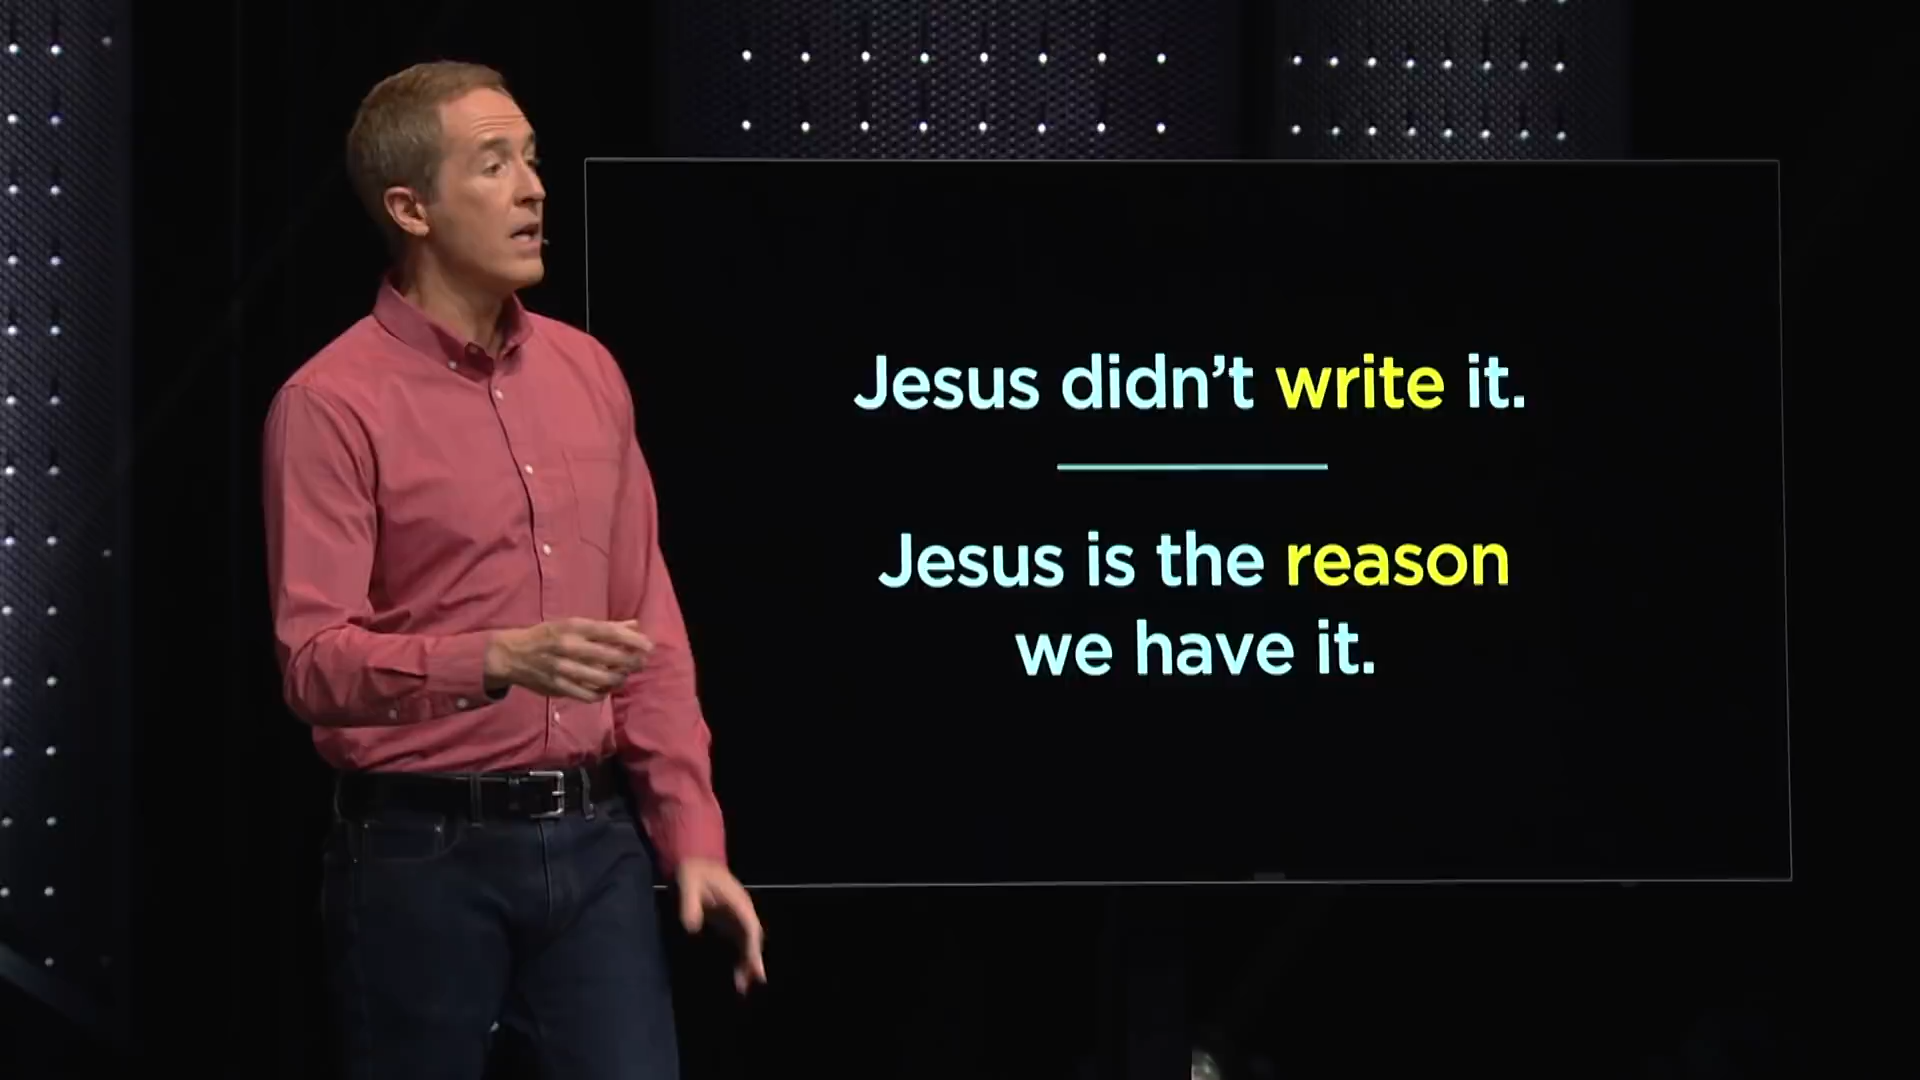 Jesus didn’t write it.
Jesus is the reason
we have it.